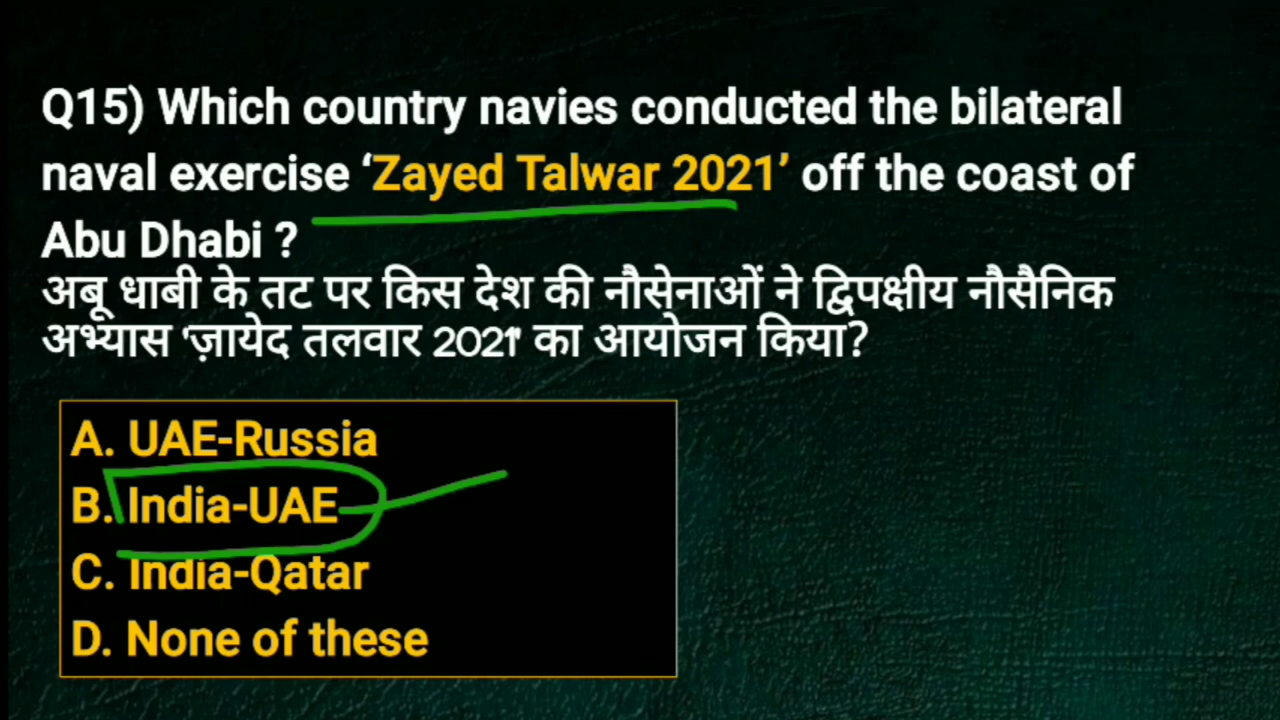 Q15) Which country navies conducted the bilateral
naval exercise ‘Zayed Talwar 2021’ off the coast of
Abu Dhabi ?
अबू धाबी के तट पर किस देश की नौसेनाओं ने द्विपक्षीय नौसैनिक
अभ्यास 'ज़ायेद तलवार 2021' का आयोजन किया?
A. UAE-Russia
B. India-UAE
C. India-Qatar
D. None of these